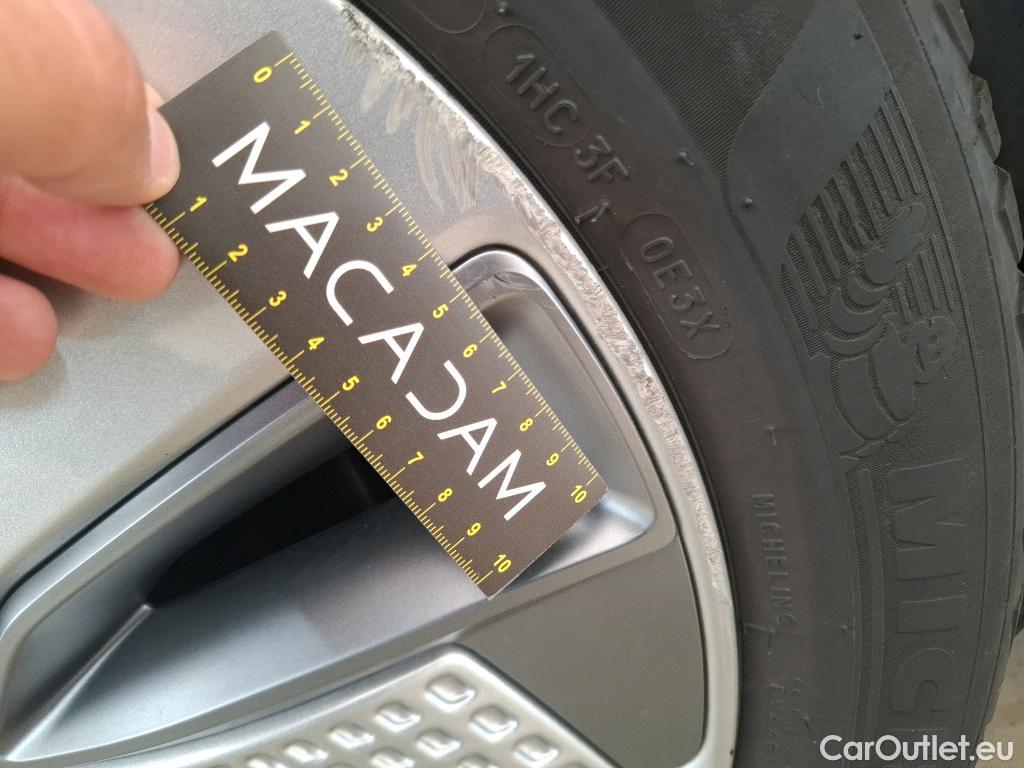 0 1 2 3 4 5 6 7 8 9 10
MACADAM
1 2 3 4 5 6 7 8 9 10
1HC 3F
0E3X
MICHELIN
MICHELIN
CarOutlet.eu